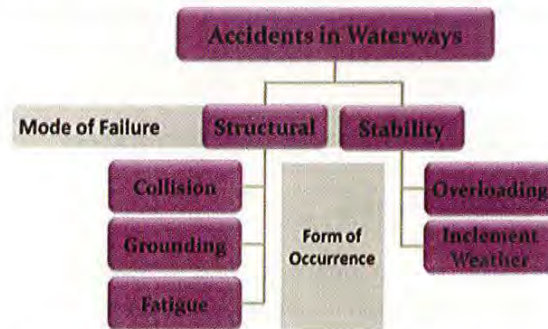 Accidents in Waterways
Mode of Failure
Structural
Stability
Collision
Grounding
Fatigue
Form of
Occurrence
Overloading
Inclement
Weather